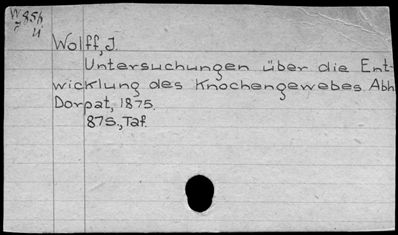 Wolff, J.
Untersuchungen über die Ent-
wicklung des Knochengewebes Abh
Dorpat, 1875.
87S., Taf.